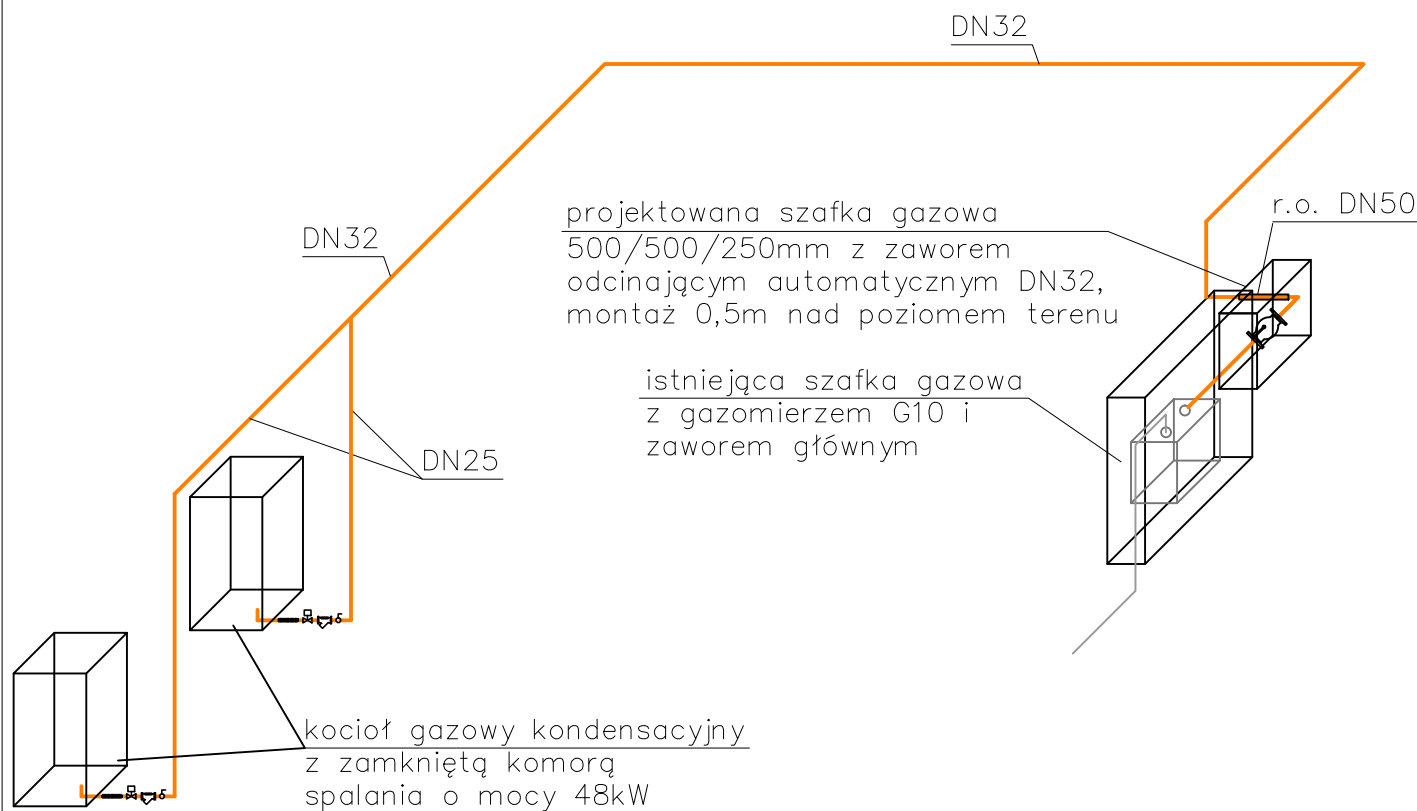 DN32
DN32
projektowana szafka gazowa
500/500/250mm z zaworem
odcinającym automatycznym DN32,
montaż 0,5m nad poziomem terenu
r.o. DN50
istniejąca szafka gazowa
z gazomierzem G10 i
zaworem głównym
DN25
kocioł gazowy kondensacyjny
z zamkniętą komorą
spalania o mocy 48kW